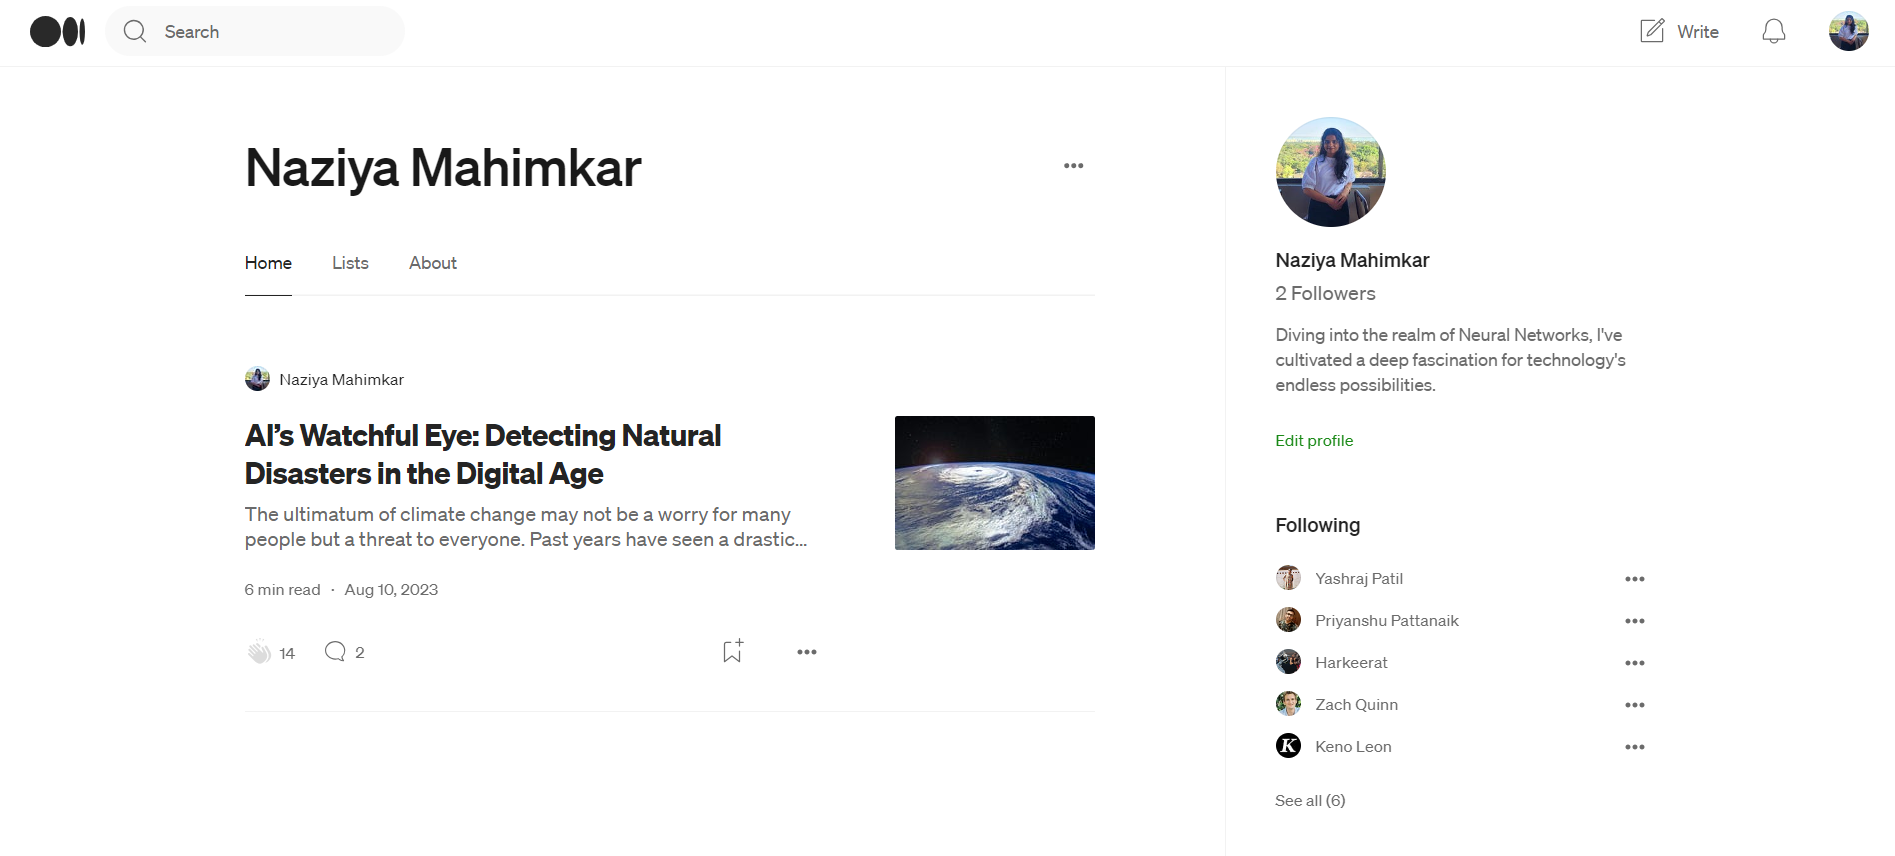 Search
Write
Naziya Mahimkar
Home
Lists
About
Naziya Mahimkar
AI’s Watchful Eye: Detecting Natural
Disasters in the Digital Age
The ultimatum of climate change may not be a worry for many
people but a threat to everyone. Past years have seen a drastic...
6 min read · Aug 10, 2023
14
2
Naziya Mahimkar
2 Followers
Diving into the realm of Neural Networks, I've
cultivated a deep fascination for technology's
endless possibilities.
Edit profile
Following
Yashraj Patil
Priyanshu Pattanaik
Harkeerat
Zach Quinn
K
Keno Leon
See all (6)